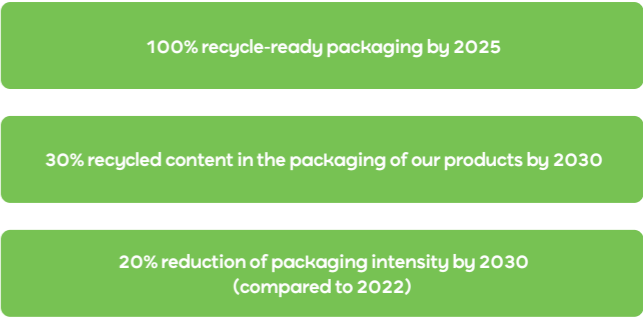 100% recycle-ready packaging by 2025
30% recycled content in the packaging of our products by 2030
20% reduction of packaging intensity by 2030
(compared to 2022)